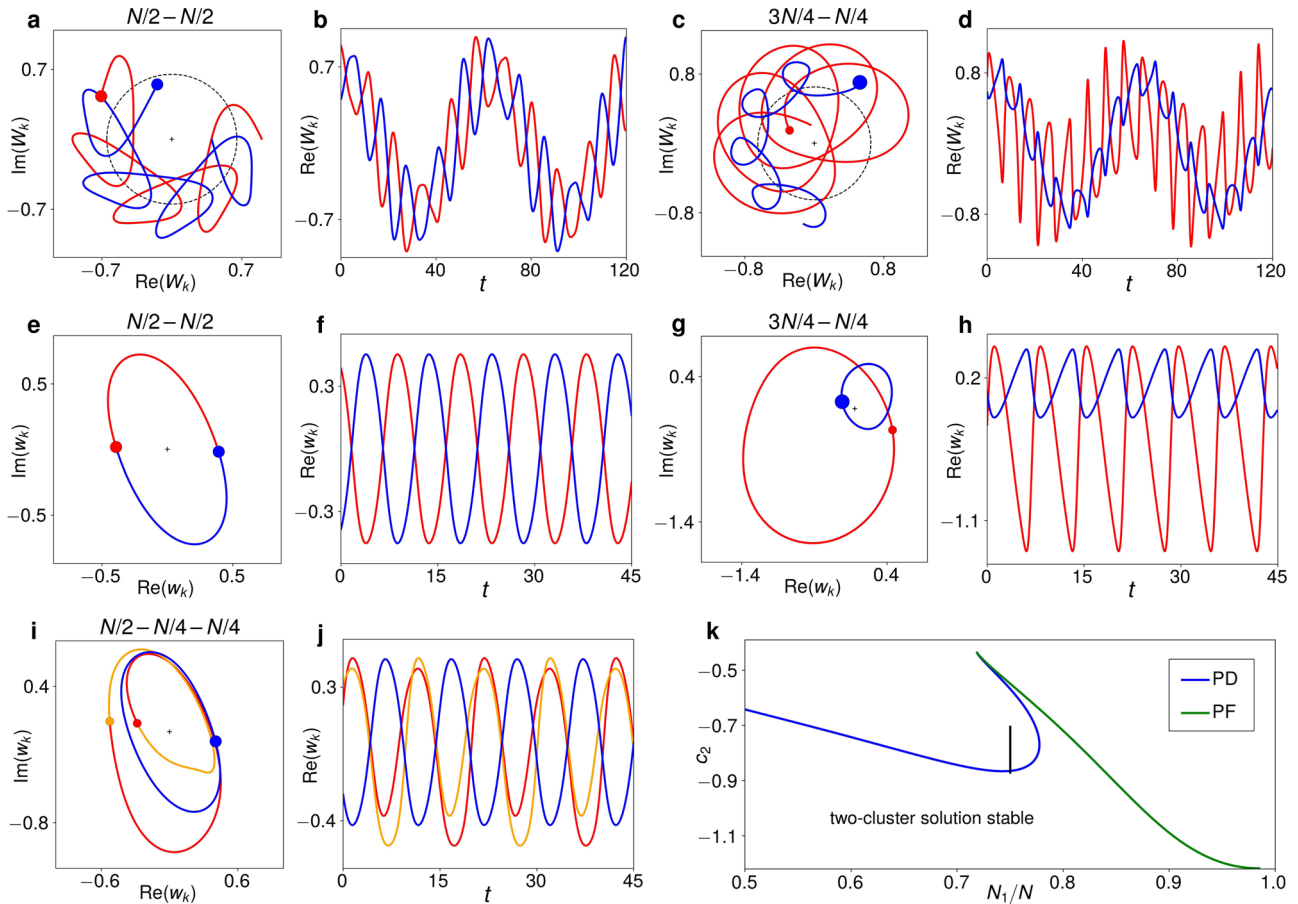 a N/2 − N/2
0.7
−0.7
Im(W_k)
−0.7 0.7
Re(W_k)
b
0.7
−0.7
Re(W_k)
0 40 80 120
t
c 3N/4 − N/4
0.8
−0.8
Im(W_k)
−0.8 0.8
Re(W_k)
d
0.8
−0.8
Re(W_k)
0 40 80 120
t
e N/2 − N/2
0.5
−0.5
Im(w_k)
−0.5 0.5
Re(w_k)
f
0.3
−0.3
Re(w_k)
0 15 30 45
t
g 3N/4 − N/4
0.4
−1.4
Im(w_k)
−1.4 0.4
Re(w_k)
h
0.2
−1.1
Re(w_k)
0 15 30 45
t
i N/2 − N/4 − N/4
0.4
−0.8
Im(w_k)
−0.6 0.6
Re(w_k)
j
0.3
−0.4
Re(w_k)
0 15 30 45
t
k
−0.5
−0.7
−0.9
−1.1
c_2
PD
PF
two-cluster solution stable
0.5 0.6 0.7 0.8 0.9 1.0
N_1/N